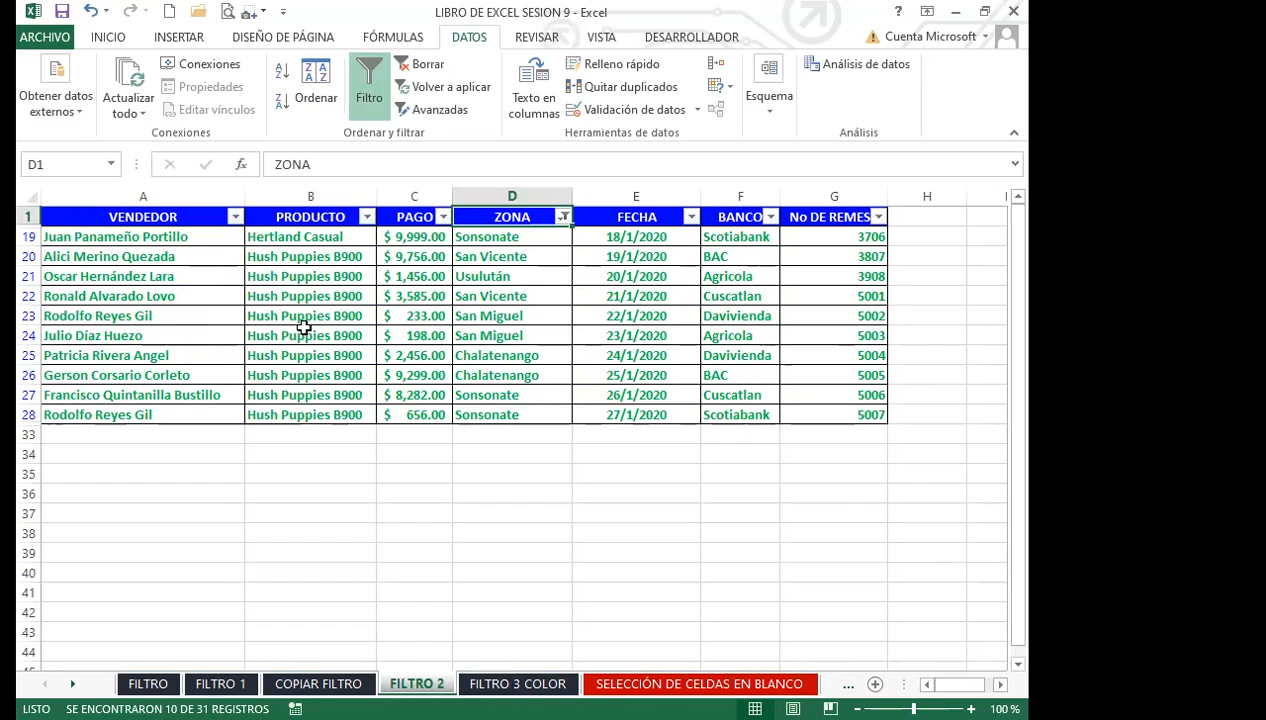 LIBRO DE EXCEL SESION 9 - Excel
ARCHIVO INICIO INSERTAR DISEÑO DE PÁGINA FÓRMULAS DATOS REVISAR VISTA DESARROLLADOR Cuenta Microsoft
Obtener datos externos
Actualizar todo
Conexiones
Propiedades
Editar vínculos
Conexiones
Ordenar
Filtro
Borrar
Volver a aplicar
Avanzadas
Ordenar y filtrar
Texto en columnas
Relleno rápido
Quitar duplicados
Validación de datos
Herramientas de datos
Esquema
Análisis de datos
Análisis
D1 fx ZONA
A B C D E F G H I
1 VENDEDOR PRODUCTO PAGO ZONA FECHA BANCO No DE REMES
19 Juan Panameño Portillo Hertland Casual $ 9,999.00 Sonsonate 18/1/2020 Scotiabank 3706
20 Alici Merino Quezada Hush Puppies B900 $ 9,756.00 San Vicente 19/1/2020 BAC 3807
21 Oscar Hernández Lara Hush Puppies B900 $ 1,456.00 Usulután 20/1/2020 Agricola 3908
22 Ronald Alvarado Lovo Hush Puppies B900 $ 3,585.00 San Vicente 21/1/2020 Cuscatlan 5001
23 Rodolfo Reyes Gil Hush Puppies B900 $ 233.00 San Miguel 22/1/2020 Davivienda 5002
24 Julio Díaz Huezo Hush Puppies B900 $ 198.00 San Miguel 23/1/2020 Agricola 5003
25 Patricia Rivera Angel Hush Puppies B900 $ 2,456.00 Chalatenango 24/1/2020 Davivienda 5004
26 Gerson Corsario Corleto Hush Puppies B900 $ 9,299.00 Chalatenango 25/1/2020 BAC 5005
27 Francisco Quintanilla Bustillo Hush Puppies B900 $ 8,282.00 Sonsonate 26/1/2020 Cuscatlan 5006
28 Rodolfo Reyes Gil Hush Puppies B900 $ 656.00 Sonsonate 27/1/2020 Scotiabank 5007
33
34
35
36
37
38
39
40
41
42
43
44
FILTRO FILTRO 1 COPIAR FILTRO FILTRO 2 FILTRO 3 COLOR SELECCIÓN DE CELDAS EN BLANCO ...
LISTO SE ENCONTRARON 10 DE 31 REGISTROS 100 %